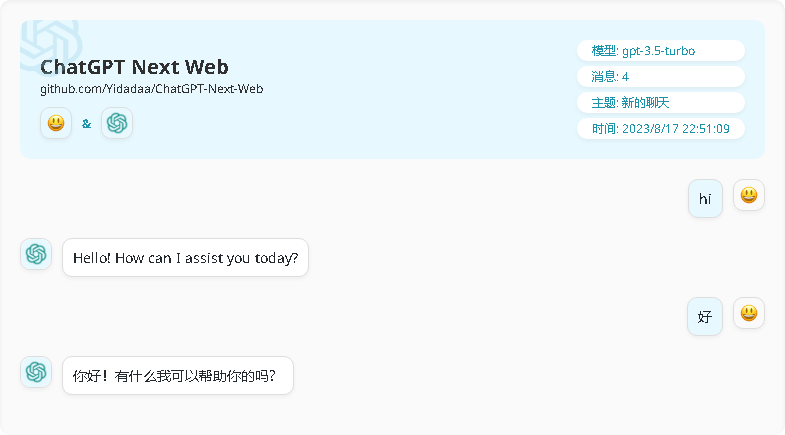 ChatGPT Next Web
github.com/Yidadaa/ChatGPT-Next-Web
&
模型: gpt-3.5-turbo
消息: 4
主题: 新的聊天
时间: 2023/8/17 22:51:09
hi
Hello! How can I assist you today?
好
你好！有什么我可以帮助你的吗？